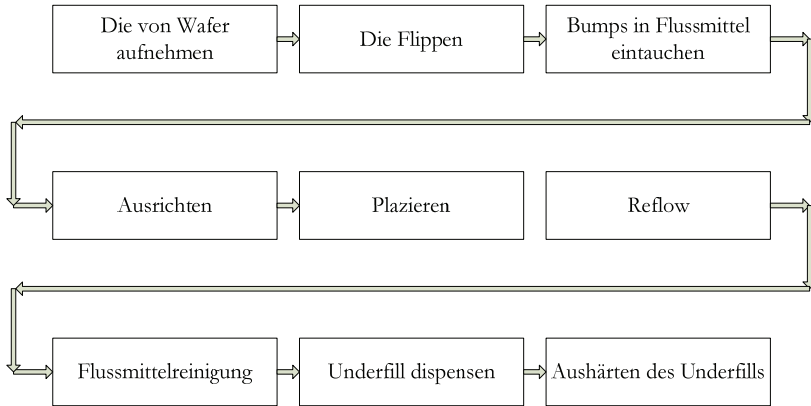 Die von Wafer
aufnehmen
Die Flippen
Bumps in Flussmittel
eintauchen
Ausrichten
Plazieren
Reflow
Flussmittelreinigung
Underfill dispensen
Aushärten des Underfills